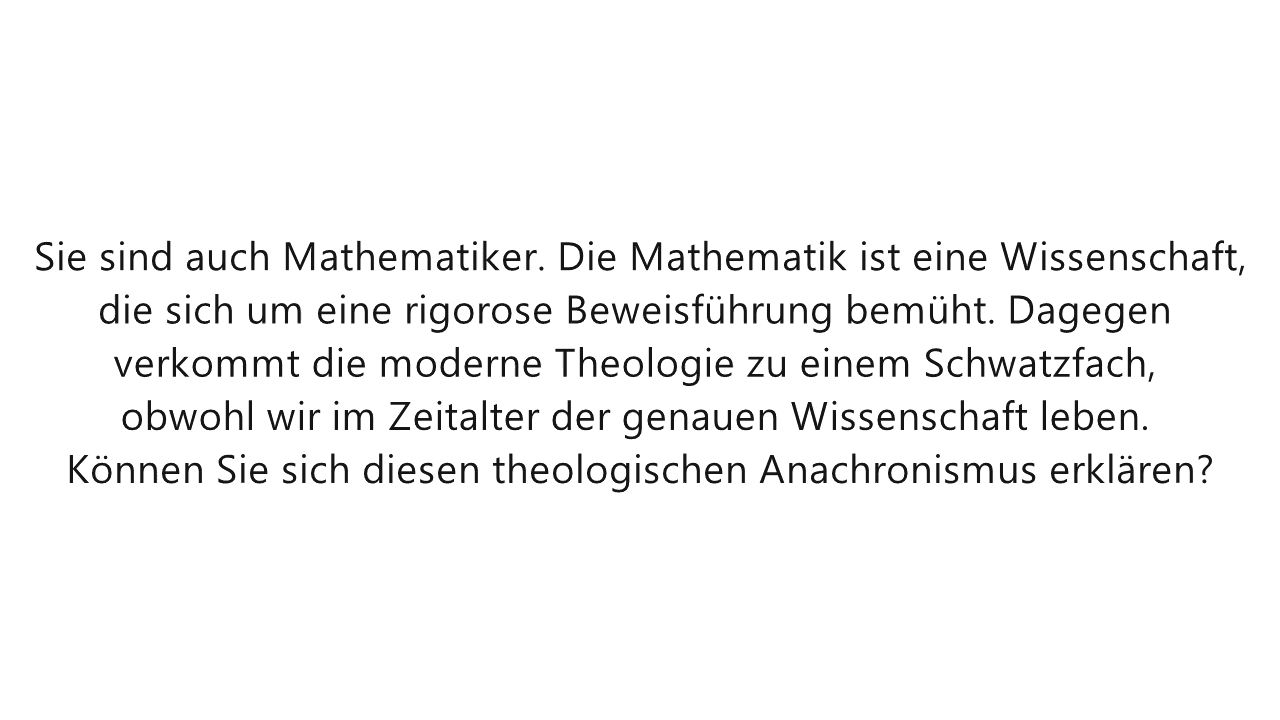 Sie sind auch Mathematiker. Die Mathematik ist eine Wissenschaft,
die sich um eine rigorose Beweisführung bemüht. Dagegen
verkommt die moderne Theologie zu einem Schwatzfach,
obwohl wir im Zeitalter der genauen Wissenschaft leben.
Können Sie sich diesen theologischen Anachronismus erklären?